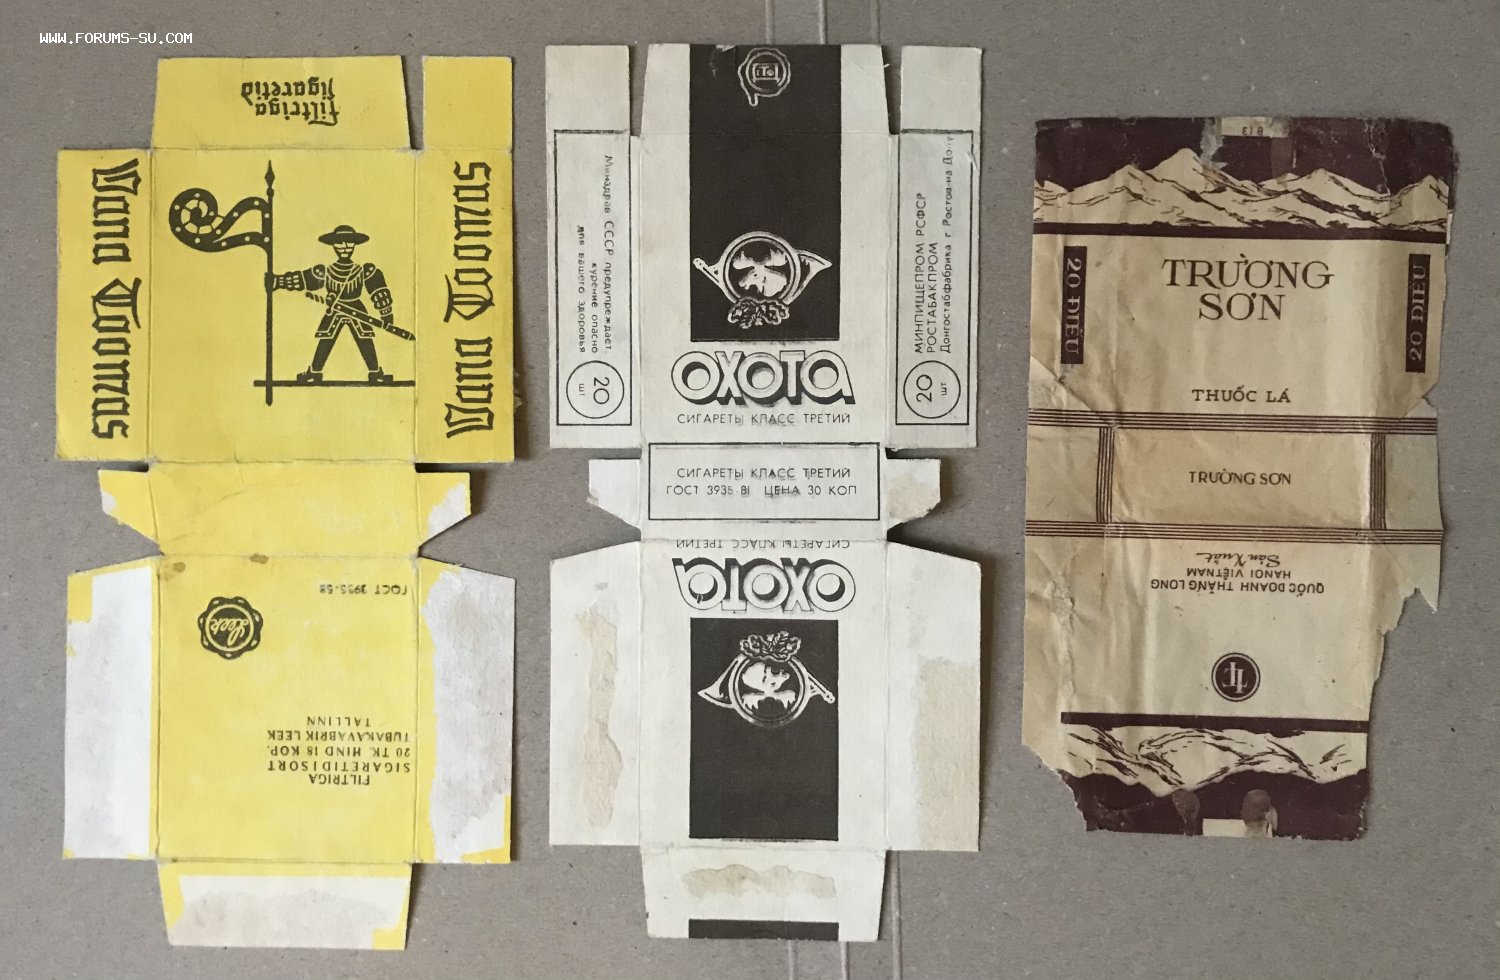 WWW.FORUMS-SU.COM
Filtriga
sigaretid
Vana Toomas
Vana Toomas
ГОСТ 3935-58
Leek
FILTRIGA
SIGARETID I SORT
20 TK. HIND 18 KOP.
TUBAKAVABRIK LEEK
TALLINN
Минздрав СССР предупреждает:
курение опасно
для вашего здоровья
20
шт
ОХОТА
СИГАРЕТЫ КЛАСС ТРЕТИЙ
МИНПИЩЕПРОМ РСФСР
РОСТАБАКПРОМ
Донгостабфабрика г Ростов-на Дону
20
шт
СИГАРЕТЫ КЛАСС ТРЕТИЙ
ГОСТ 3935 81 ЦЕНА 30 КОП
СИГАРЕТЫ КЛАСС ТРЕТИЙ
ОХОТА
813
TRƯỜNG
SƠN
20 ĐIẾU
20 ĐIẾU
THUỐC LÁ
TRƯỜNG SƠN
Sản Xuất
HANOI VIỆTNAM
QUỐC DOANH THĂNG LONG